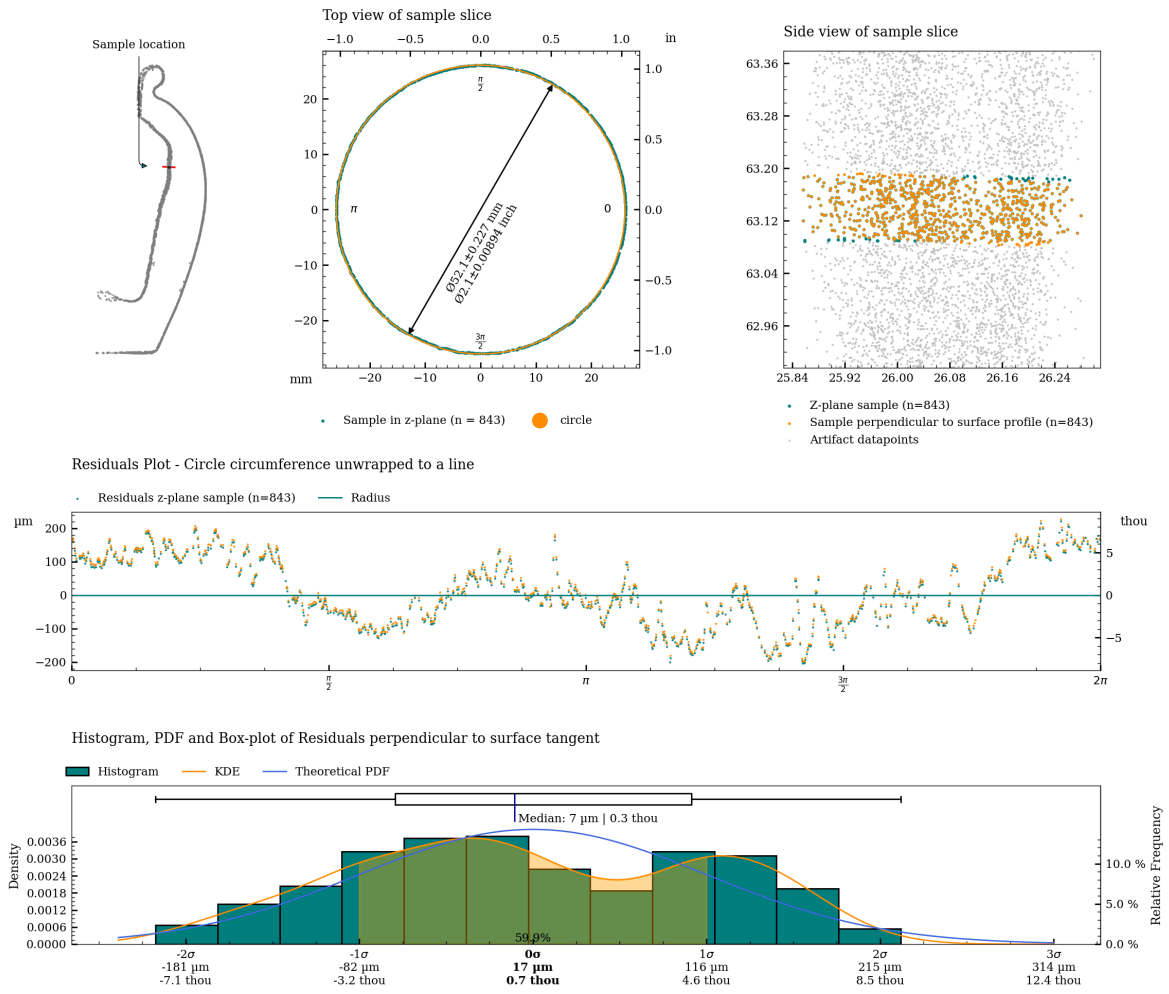 Sample location
Top view of sample slice
−1.0 −0.5 0.0 0.5 1.0 in
20
10
0
−10
−20
mm
−20 −10 0 10 20
1.0
0.5
0.0
−0.5
−1.0
π/2
π
0
3π/2
Ø52.1±0.227 mm
Ø2.1±0.00894 inch
Sample in z-plane (n = 843) circle
Side view of sample slice
63.36
63.28
63.20
63.12
63.04
62.96
25.84 25.92 26.00 26.08 26.16 26.24
Z-plane sample (n=843)
Sample perpendicular to surface profile (n=843)
Artifact datapoints
Residuals Plot - Circle circumference unwrapped to a line
Residuals z-plane sample (n=843) Radius
µm
200
100
0
−100
−200
thou
5
0
−5
0 π/2 π 3π/2 2π
Histogram, PDF and Box-plot of Residuals perpendicular to surface tangent
Histogram KDE Theoretical PDF
Median: 7 µm | 0.3 thou
Density
0.0036
0.0030
0.0024
0.0018
0.0012
0.0006
0.0000
Relative Frequency
10.0 %
5.0 %
0.0 %
59.9%
-2σ -1σ 0σ 1σ 2σ 3σ
-181 µm -82 µm 17 µm 116 µm 215 µm 314 µm
-7.1 thou -3.2 thou 0.7 thou 4.6 thou 8.5 thou 12.4 thou